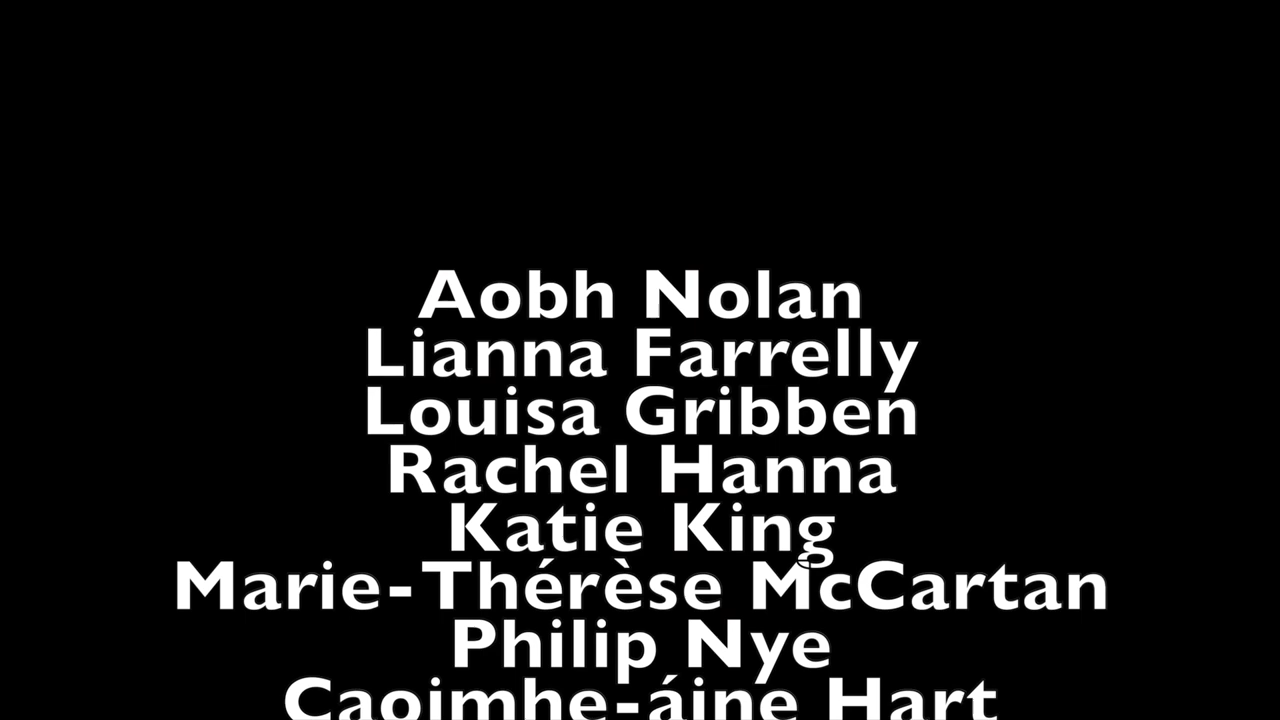 Aobh Nolan
Lianna Farrelly
Louisa Gribben
Rachel Hanna
Katie King
Marie-Thérèse McCartan
Philip Nye
Caoimhe-áine Hart